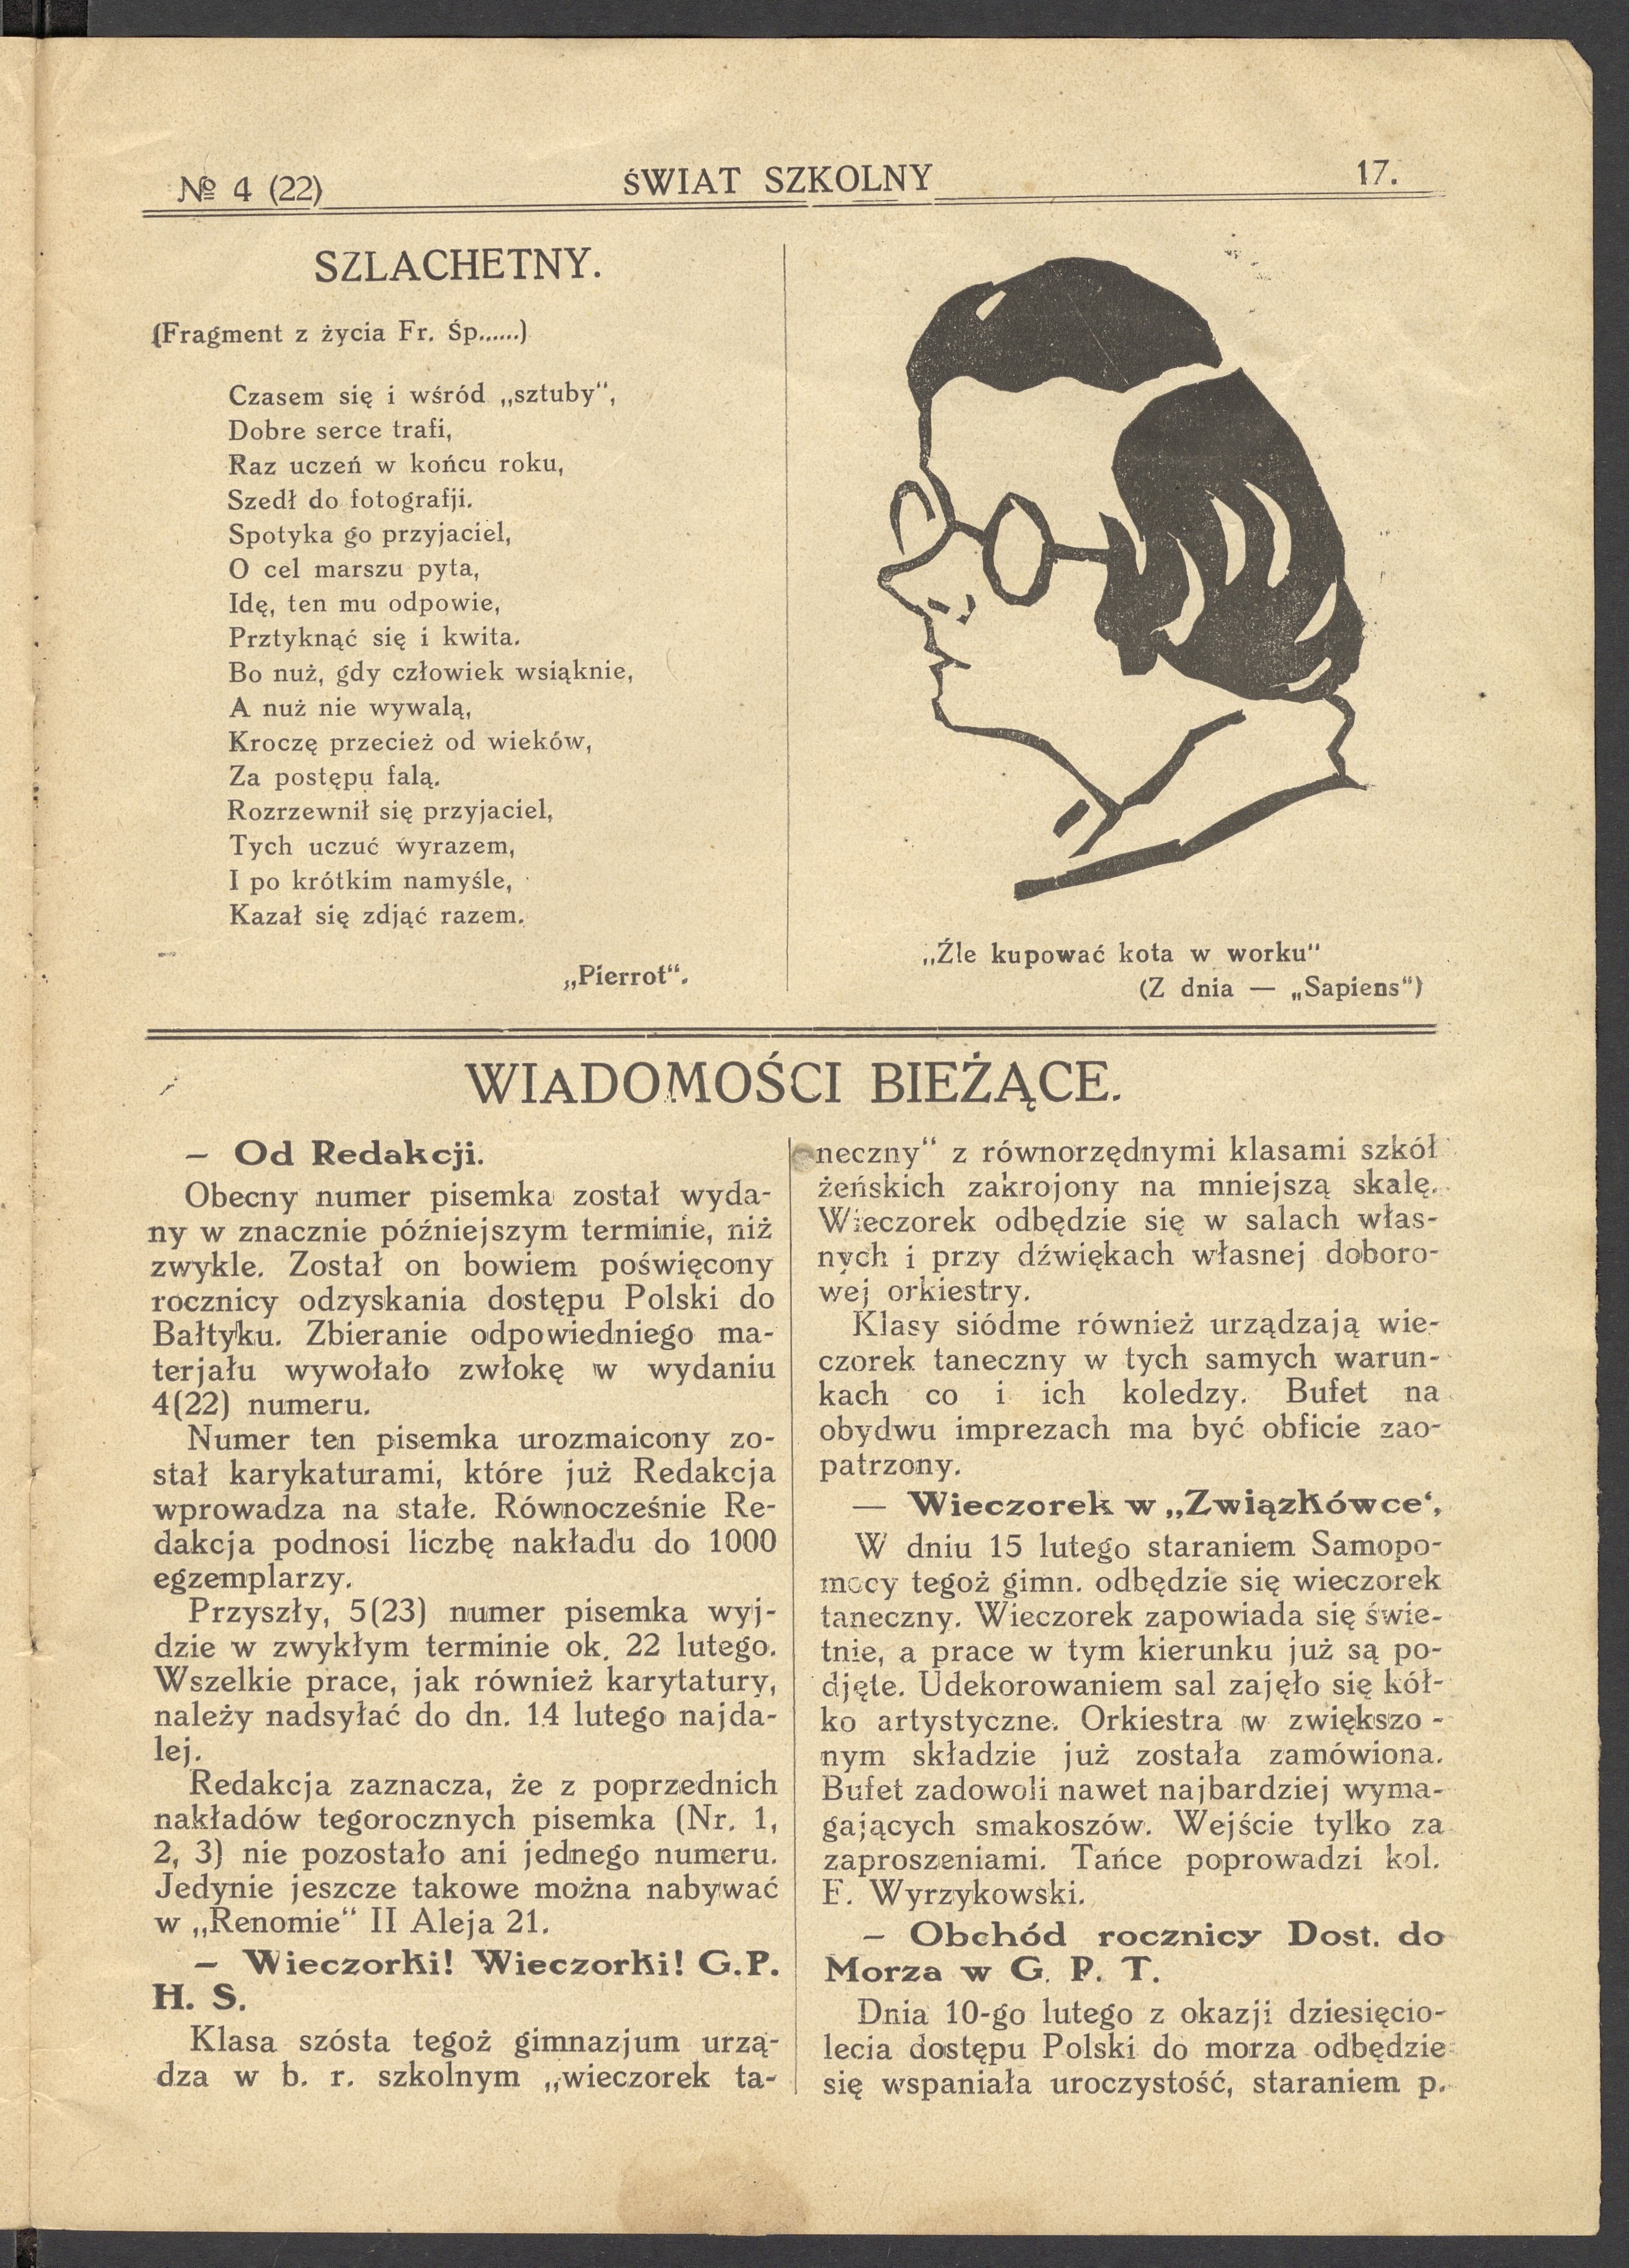 № 4 (22)
ŚWIAT SZKOLNY
17.
SZLACHETNY.
(Fragment z życia Fr. Śp......)
Czasem się i wśród „sztuby“,
Dobre serce trafi,
Raz uczeń w końcu roku,
Szedł do fotografji.
Spotyka go przyjaciel,
O cel marszu pyta,
Idę, ten mu odpowie,
Prztyknąć się i kwita.
Bo nuż, gdy człowiek wsiąknie,
A nuż nie wywalą,
Kroczę przecież od wieków,
Za postępu falą.
Rozrzewnił się przyjaciel,
Tych uczuć wyrazem,
I po krótkim namyśle,
Kazał się zdjąć razem.
„Pierrot“.
„Źle kupować kota w worku“
(Z dnia — „Sapiens“)
WIADOMOŚCI BIEŻĄCE.
— Od Redakcji.
Obecny numer pisemka został wyda-
ny w znacznie późniejszym terminie, niż
zwykle. Został on bowiem poświęcony
rocznicy odzyskania dostępu Polski do
Bałtyku. Zbieranie odpowiedniego ma-
terjału wywołało zwłokę w wydaniu
4(22) numeru.
Numer ten pisemka urozmaicony zo-
stał karykaturami, które już Redakcja
wprowadza na stałe. Równocześnie Re-
dakcja podnosi liczbę nakładu do 1000
egzemplarzy.
Przyszły, 5(23) numer pisemka wyj-
dzie w zwykłym terminie ok. 22 lutego.
Wszelkie prace, jak również karytatury,
należy nadsyłać do dn. 14 lutego najda-
lej.
Redakcja zaznacza, że z poprzednich
nakładów tegorocznych pisemka (Nr. 1,
2, 3) nie pozostało ani jednego numeru.
Jedynie jeszcze takowe można nabywać
w „Renomie“ II Aleja 21.
— Wieczorki! Wieczorki! G.P.
H. S.
Klasa szósta tegoż gimnazjum urzą-
dza w b. r. szkolnym „wieczorek ta-
neczny“ z równorzędnymi klasami szkół
żeńskich zakrojony na mniejszą skalę.
Wieczorek odbędzie się w salach włas-
nych i przy dźwiękach własnej doboro-
wej orkiestry.
Klasy siódme również urządzają wie-
czorek taneczny w tych samych warun-
kach co i ich koledzy. Bufet na
obydwu imprezach ma być obficie zao-
patrzony.
— Wieczorek w „Związkówce‘,
W dniu 15 lutego staraniem Samopo-
mocy tegoż gimn. odbędzie się wieczorek
taneczny. Wieczorek zapowiada się świe-
tnie, a prace w tym kierunku już są po-
djęte. Udekorowaniem sal zajęło się kół-
ko artystyczne. Orkiestra w zwiększo -
nym składzie już została zamówiona.
Bufet zadowoli nawet najbardziej wyma-
gających smakoszów. Wejście tylko za
zaproszeniami. Tańce poprowadzi kol.
E. Wyrzykowski.
— Obchód rocznicy Dost. do
Morza w G. P. T.
Dnia 10-go lutego z okazji dziesięcio-
lecia dostępu Polski do morza odbędzie
się wspaniała uroczystość, staraniem p.